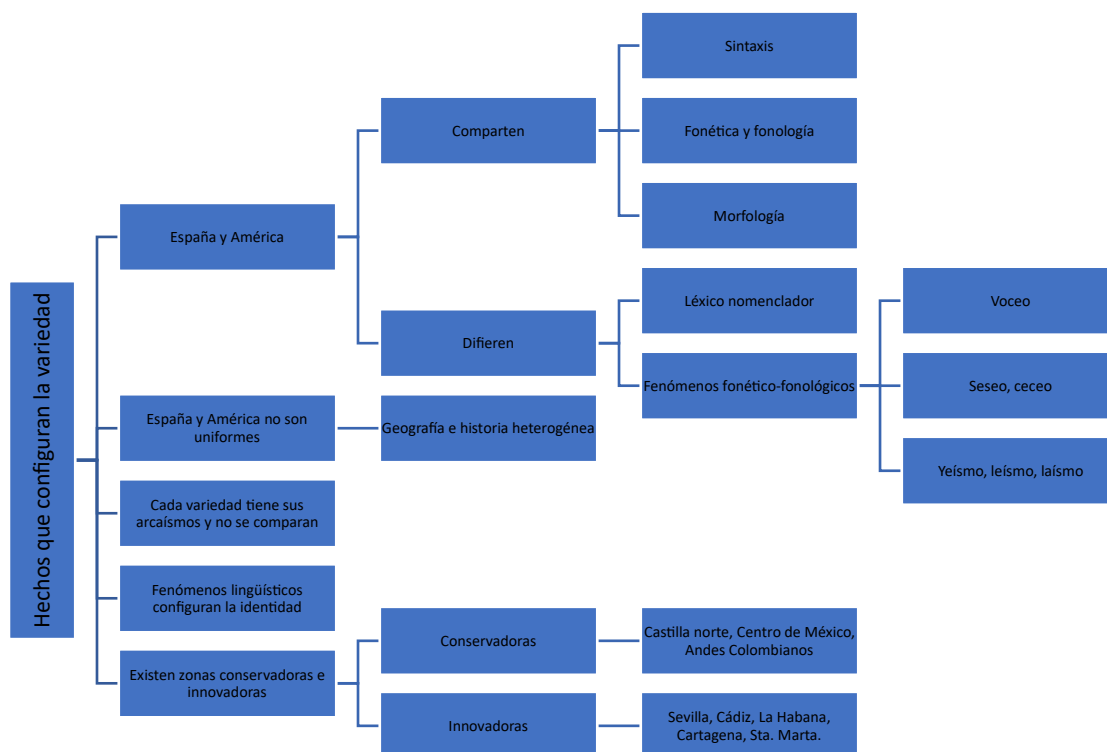 Hechos que configuran la variedad
España y América
Comparten
Sintaxis
Fonética y fonología
Morfología
Difieren
Léxico nomenclador
Fenómenos fonético-fonológicos
Voceo
Seseo, ceceo
Yeísmo, leísmo, laísmo
España y América no son
uniformes
Geografía e historia heterogénea
Cada variedad tiene sus
arcaísmos y no se comparan
Fenómenos lingüísticos
configuran la identidad
Existen zonas conservadoras e
innovadoras
Conservadoras
Castilla norte, Centro de México,
Andes Colombianos
Innovadoras
Sevilla, Cádiz, La Habana,
Cartagena, Sta. Marta.